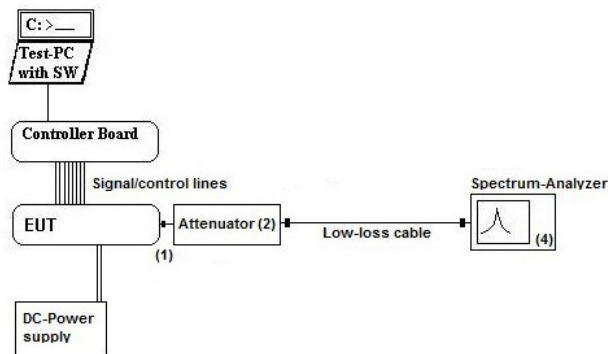 C: >__
Test-PC
with SW
Controller Board
Signal/control lines
Spectrum-Analyzer
EUT
Attenuator (2)
(1)
Low-loss cable
(4)
DC-Power
supply